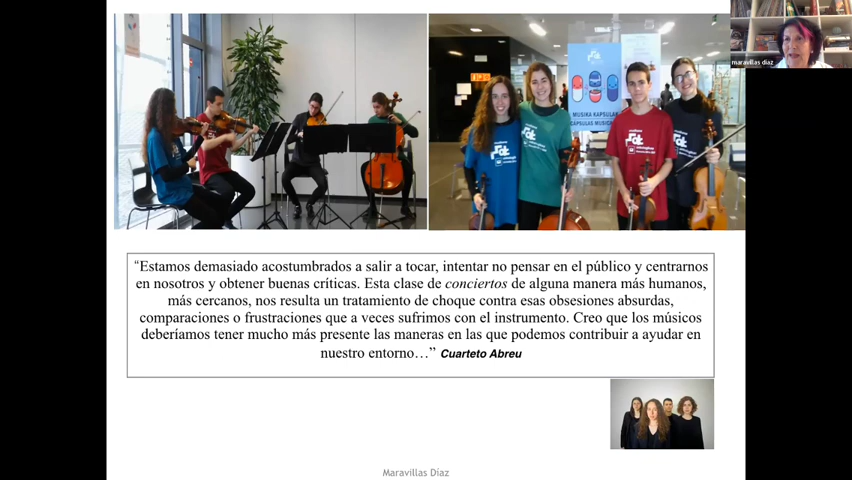 maravillas díaz
MUSIKA KAPSULAK
CÁPSULAS MUSICALES
“Estamos demasiado acostumbrados a salir a tocar, intentar no pensar en el público y centrarnos
en nosotros y obtener buenas críticas. Esta clase de conciertos de alguna manera más humanos,
más cercanos, nos resulta un tratamiento de choque contra esas obsesiones absurdas,
comparaciones o frustraciones que a veces sufrimos con el instrumento. Creo que los músicos
deberíamos tener mucho más presente las maneras en las que podemos contribuir a ayudar en
nuestro entorno…” Cuarteto Abreu
Maravillas Díaz